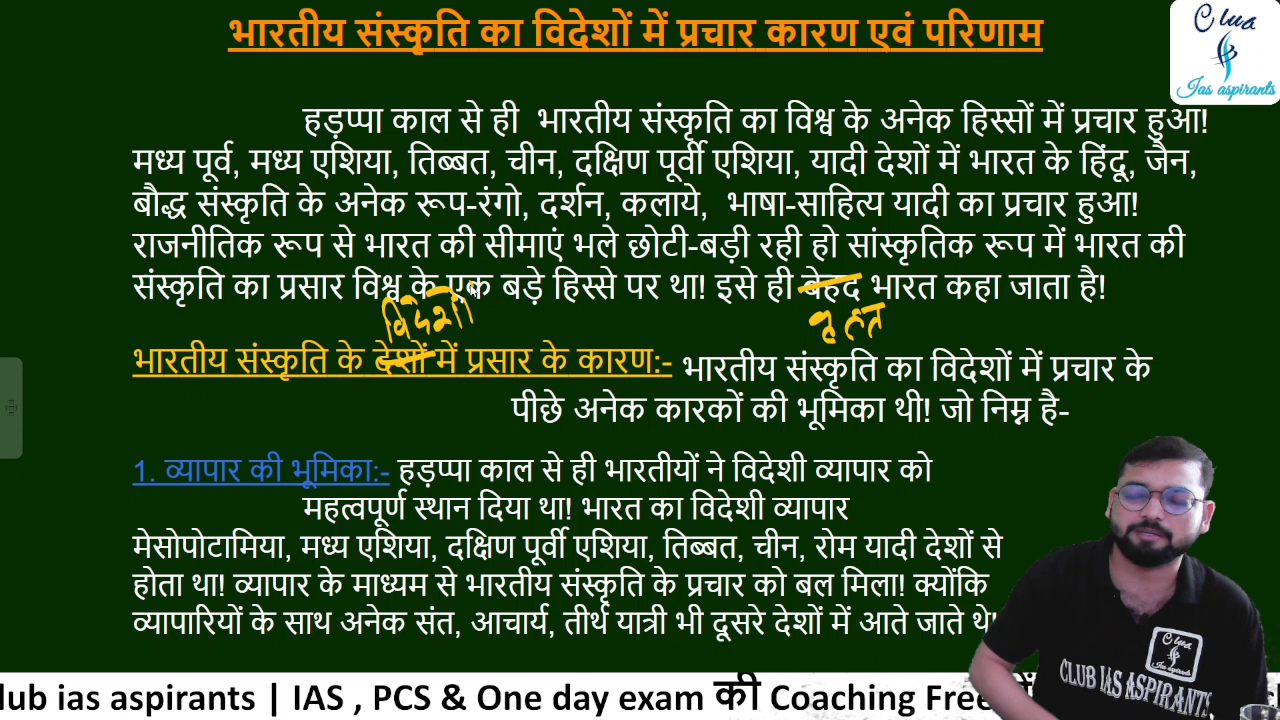 भारतीय संस्कृति का विदेशों में प्रचार कारण एवं परिणाम
Clua
Ias aspirants
हड़प्पा काल से ही भारतीय संस्कृति का विश्व के अनेक हिस्सों में प्रचार हुआ!
मध्य पूर्व, मध्य एशिया, तिब्बत, चीन, दक्षिण पूर्वी एशिया, यादी देशों में भारत के हिंदू, जैन,
बौद्ध संस्कृति के अनेक रूप-रंगो, दर्शन, कलाये, भाषा-साहित्य यादी का प्रचार हुआ!
राजनीतिक रूप से भारत की सीमाएं भले छोटी-बड़ी रही हो सांस्कृतिक रूप में भारत की
संस्कृति का प्रसार विश्व के एक बड़े हिस्से पर था! इसे ही बेहद भारत कहा जाता है!
विदेशों
वृहत
भारतीय संस्कृति के देशों में प्रसार के कारण:- भारतीय संस्कृति का विदेशों में प्रचार के
पीछे अनेक कारकों की भूमिका थी! जो निम्न है-
1. व्यापार की भूमिका:- हड़प्पा काल से ही भारतीयों ने विदेशी व्यापार को
महत्वपूर्ण स्थान दिया था! भारत का विदेशी व्यापार
मेसोपोटामिया, मध्य एशिया, दक्षिण पूर्वी एशिया, तिब्बत, चीन, रोम यादी देशों से
होता था! व्यापार के माध्यम से भारतीय संस्कृति के प्रचार को बल मिला! क्योंकि
व्यापारियों के साथ अनेक संत, आचार्य, तीर्थ यात्री भी दूसरे देशों में आते जाते थे!
Clua
Ias aspirants
CLUB IAS ASPIRANTS
lub ias aspirants | IAS , PCS & One day exam की Coaching Free